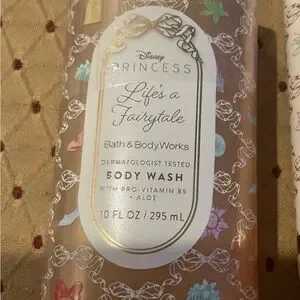 Disney
PRINCESS
Life's a
Fairytale
Bath & Body Works
DERMATOLOGIST TESTED
BODY WASH
WITH PRO-VITAMIN B5
+ ALOE
10 FL OZ / 295 mL